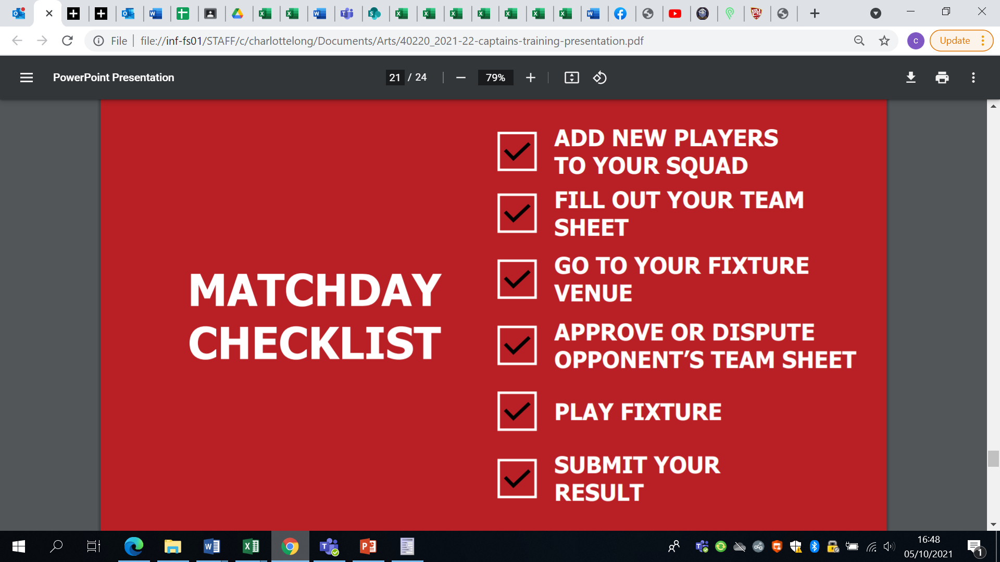 File
file://inf-fs01/STAFF/c/charlottelong/Documents/Arts/40220_2021-22-captains-training-presentation.pdf
c
Update
PowerPoint Presentation
21 / 24
79%
MATCHDAY
CHECKLIST
ADD NEW PLAYERS
TO YOUR SQUAD
FILL OUT YOUR TEAM
SHEET
GO TO YOUR FIXTURE
VENUE
APPROVE OR DISPUTE
OPPONENT'S TEAM SHEET
PLAY FIXTURE
SUBMIT YOUR
RESULT
16:48
05/10/2021
1